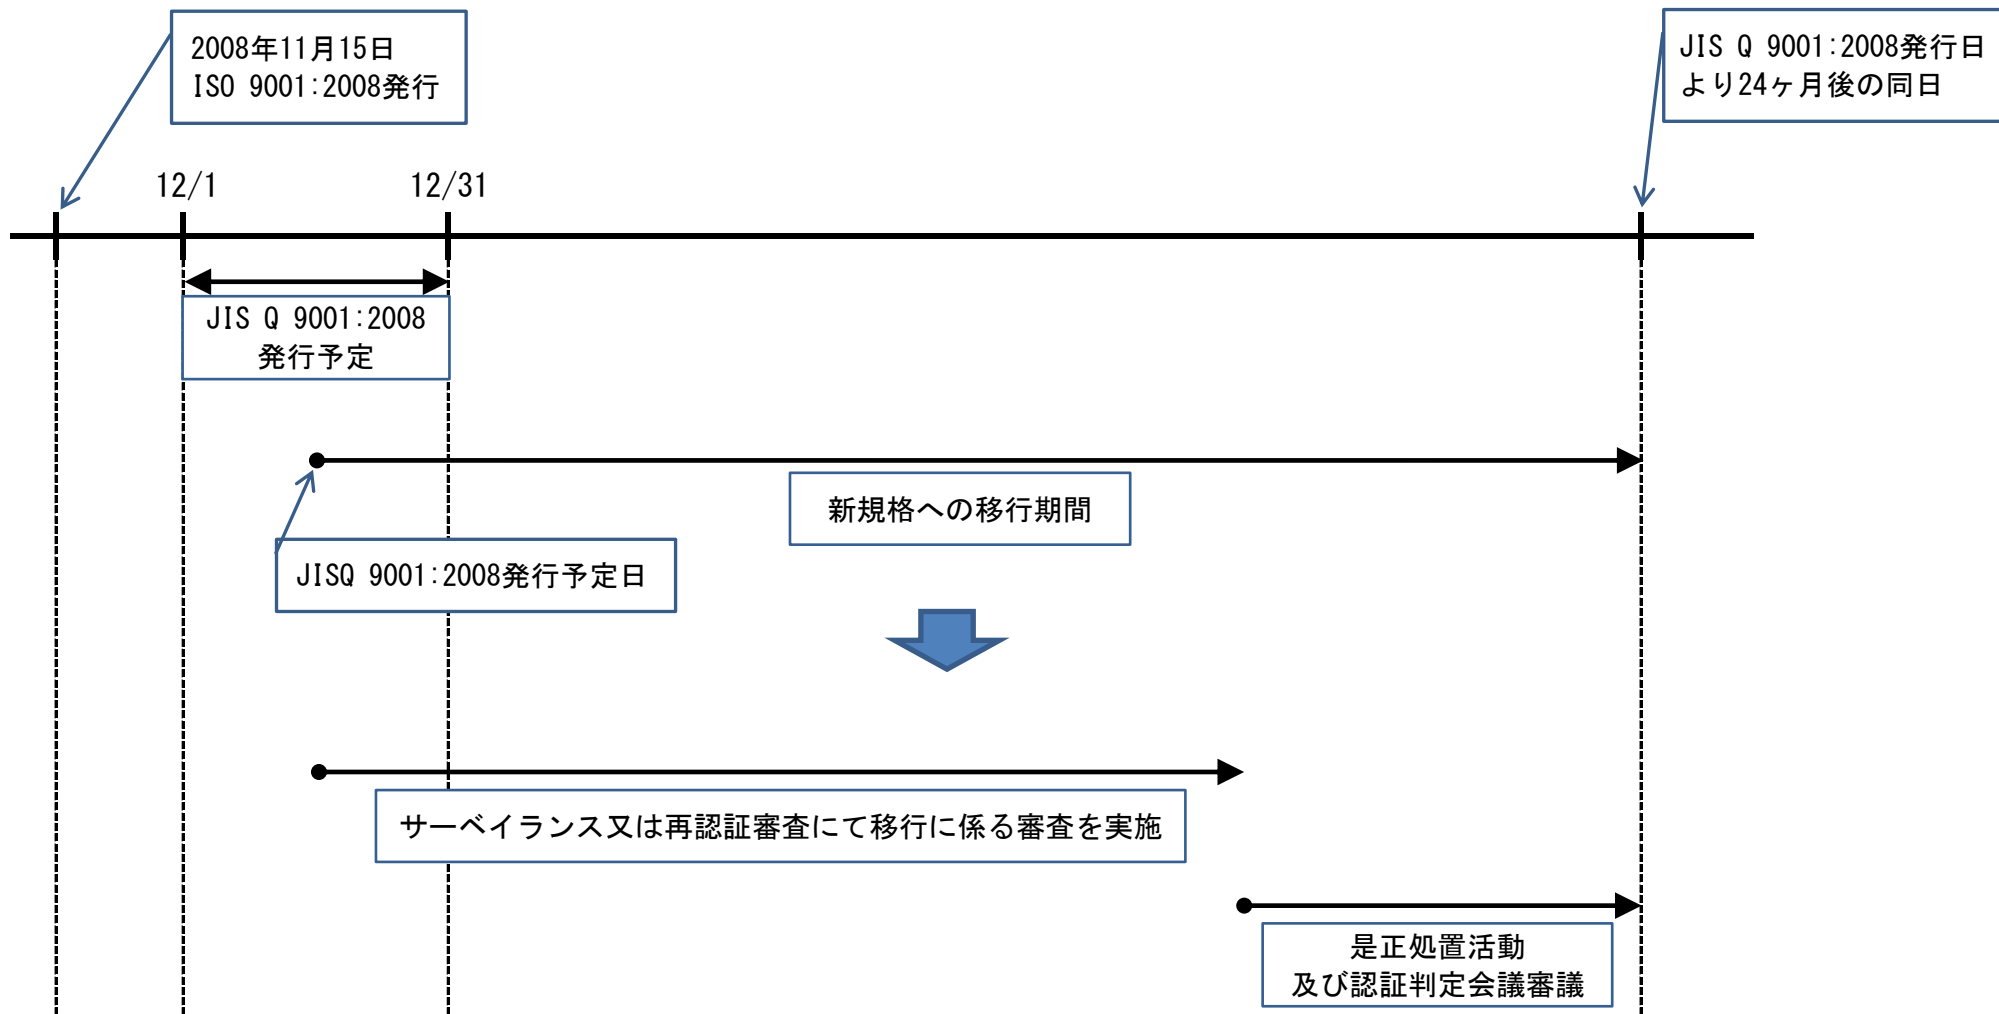 2008年11月15日
ISO 9001:2008発行
JIS Q 9001:2008発行日
より24ヶ月後の同日
12/1
12/31
JIS Q 9001:2008
発行予定
新規格への移行期間
JISQ 9001:2008発行予定日
サーベイランス又は再認証審査にて移行に係る審査を実施
是正処置活動
及び認証判定会議審議